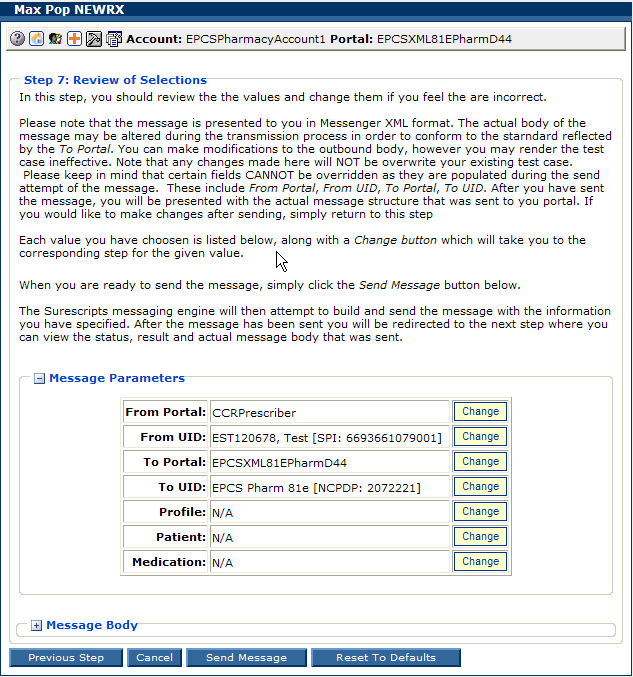 Max Pop NEWRX
Account: EPCSPharmacyAccount1 Portal: EPCSXML81EPharmD44
Step 7: Review of Selections
In this step, you should review the the values and change them if you feel the are incorrect.
Please note that the message is presented to you in Messenger XML format. The actual body of the
message may be altered during the transmission process in order to conform to the starndard reflected
by the To Portal. You can make modifications to the outbound body, however you may render the test
case ineffective. Note that any changes made here will NOT be overwrite your existing test case.
Please keep in mind that certain fields CANNOT be overridden as they are populated during the send
attempt of the message. These include From Portal, From UID, To Portal, To UID. After you have sent
the message, you will be presented with the actual message structure that was sent to you portal. If
you would like to make changes after sending, simply return to this step
Each value you have choosen is listed below, along with a Change button which will take you to the
corresponding step for the given value.
When you are ready to send the message, simply click the Send Message button below.
The Surescripts messaging engine will then attempt to build and send the message with the information
you have specified. After the message has been sent you will be redirected to the next step where you
can view the status, result and actual message body that was sent.
Message Parameters
From Portal: CCRPrescriber Change
From UID: EST120678, Test [SPI: 6693661079001] Change
To Portal: EPCSXML81EPharmD44 Change
To UID: EPCS Pharm 81e [NCPDP: 2072221] Change
Profile: N/A Change
Patient: N/A Change
Medication: N/A Change
Message Body
Previous Step Cancel Send Message Reset To Defaults